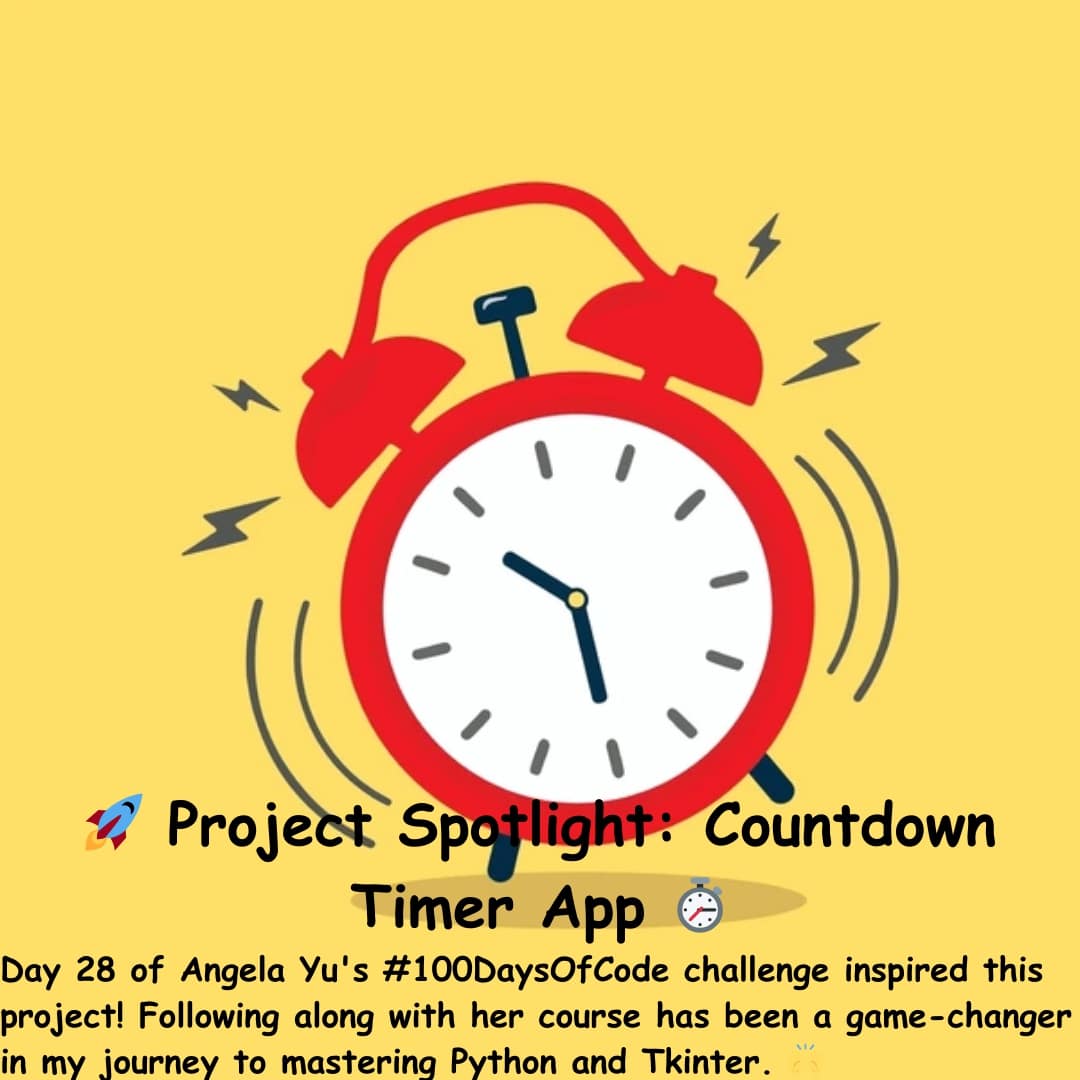 🚀 Project Spotlight: Countdown
Timer App ⏱️
Day 28 of Angela Yu's #100DaysOfCode challenge inspired this
project! Following along with her course has been a game-changer
in my journey to mastering Python and Tkinter. 🙌